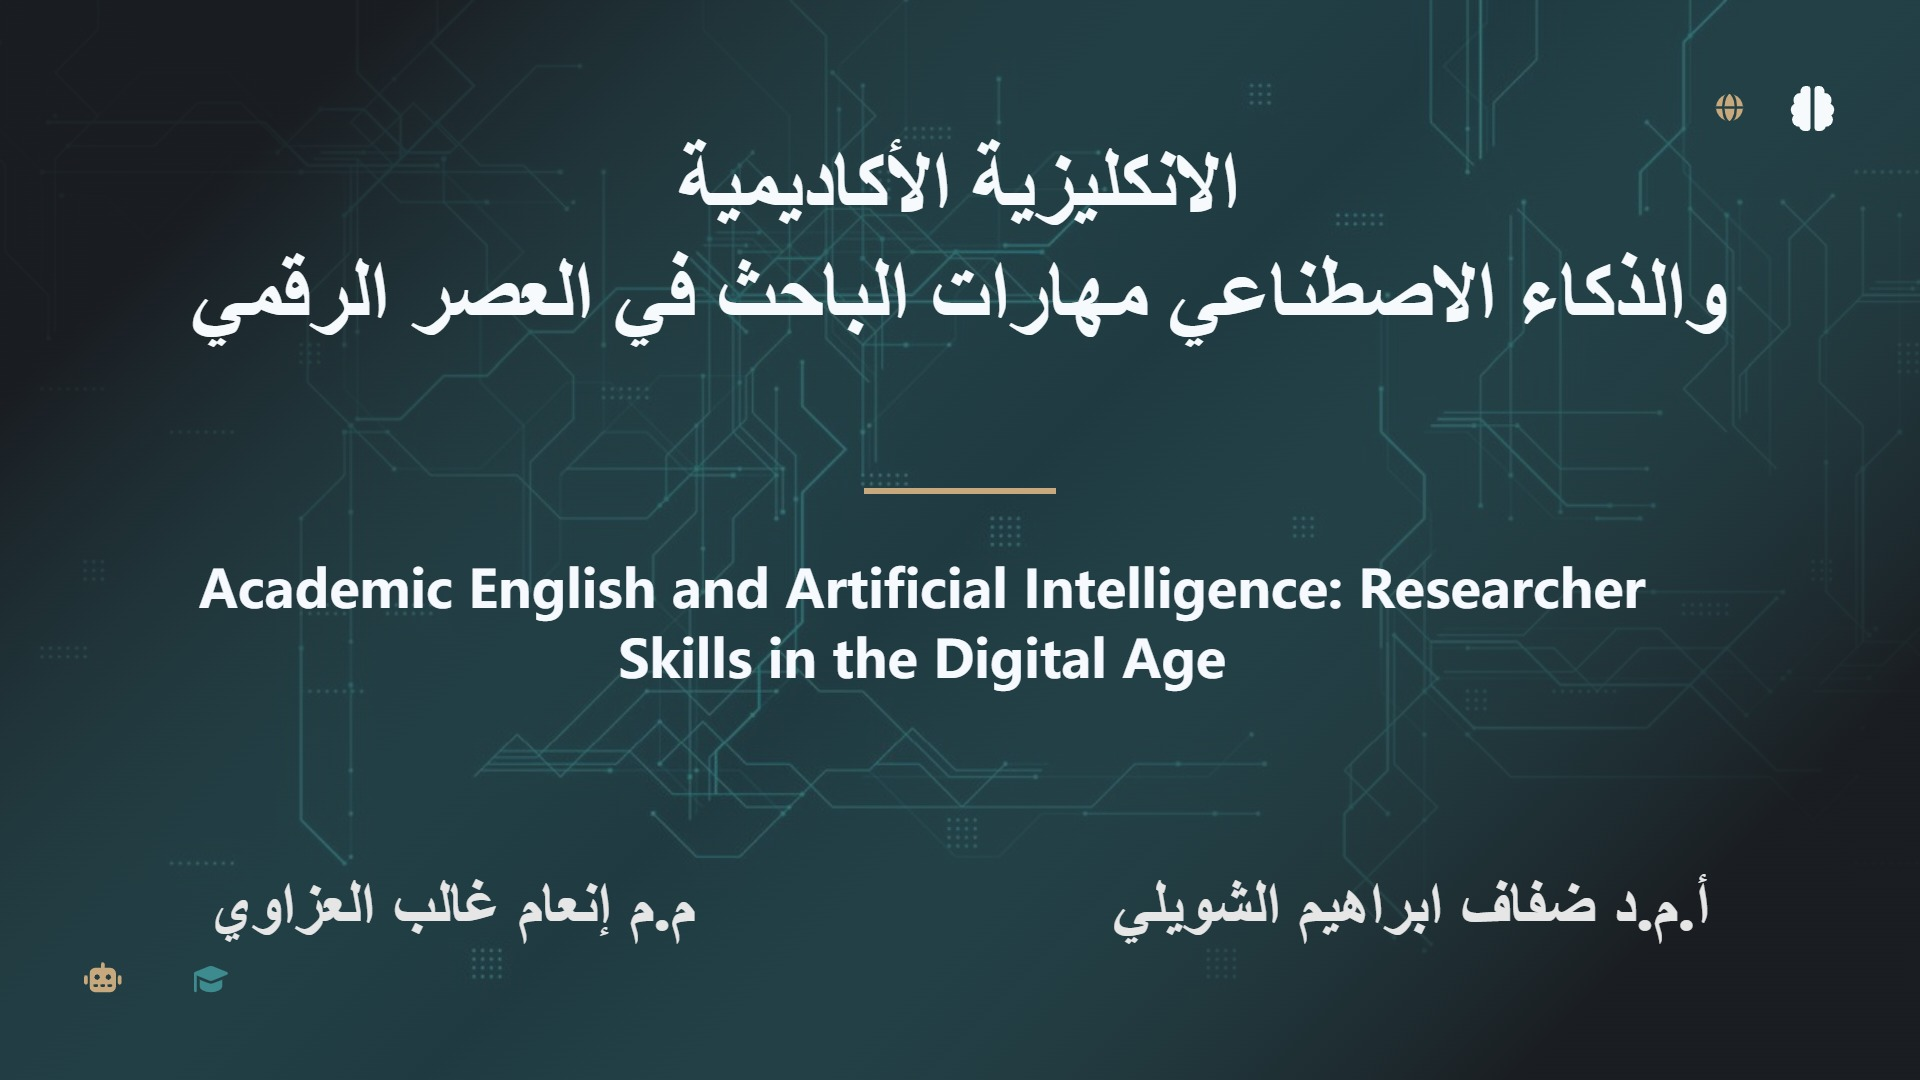 الانكليزية الأكاديمية
والذكاء الاصطناعي مهارات الباحث في العصر الرقمي
Academic English and Artificial Intelligence: Researcher
Skills in the Digital Age
أ.م.د ضفاف ابراهيم الشويلي
م.م إنعام غالب العزاوي